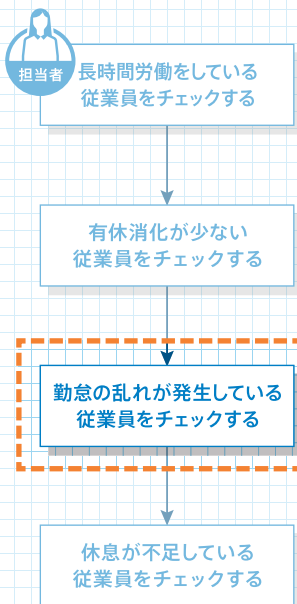 担当者
長時間労働をしている
従業員をチェックする
有休消化が少ない
従業員をチェックする
勤怠の乱れが発生している
従業員をチェックする
休息が不足している
従業員をチェックする